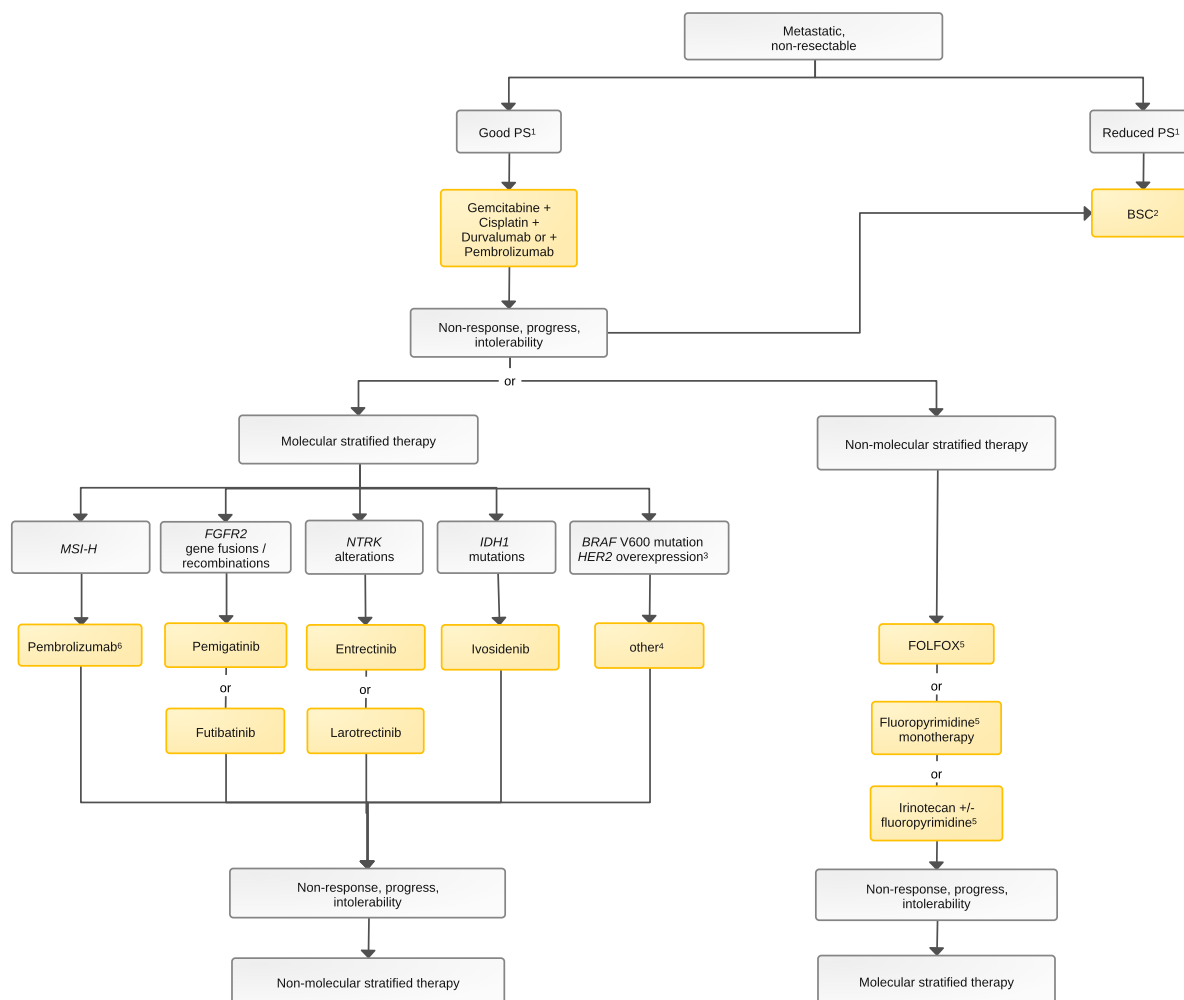 Metastatic,
non-resectable
Good PS¹
Reduced PS¹
Gemcitabine +
Cisplatin +
Durvalumab or +
Pembrolizumab
BSC²
Non-response, progress,
intolerability
or
Molecular stratified therapy
Non-molecular stratified therapy
MSI-H
FGFR2
gene fusions /
recombinations
NTRK
alterations
IDH1
mutations
BRAF V600 mutation
HER2 overexpression³
Pembrolizumab⁶
Pemigatinib
or
Futibatinib
Entrectinib
or
Larotrectinib
Ivosidenib
other⁴
FOLFOX⁵
or
Fluoropyrimidine⁵
monotherapy
or
Irinotecan +/-
fluoropyrimidine⁵
Non-response, progress,
intolerability
Non-response, progress,
intolerability
Non-molecular stratified therapy
Molecular stratified therapy